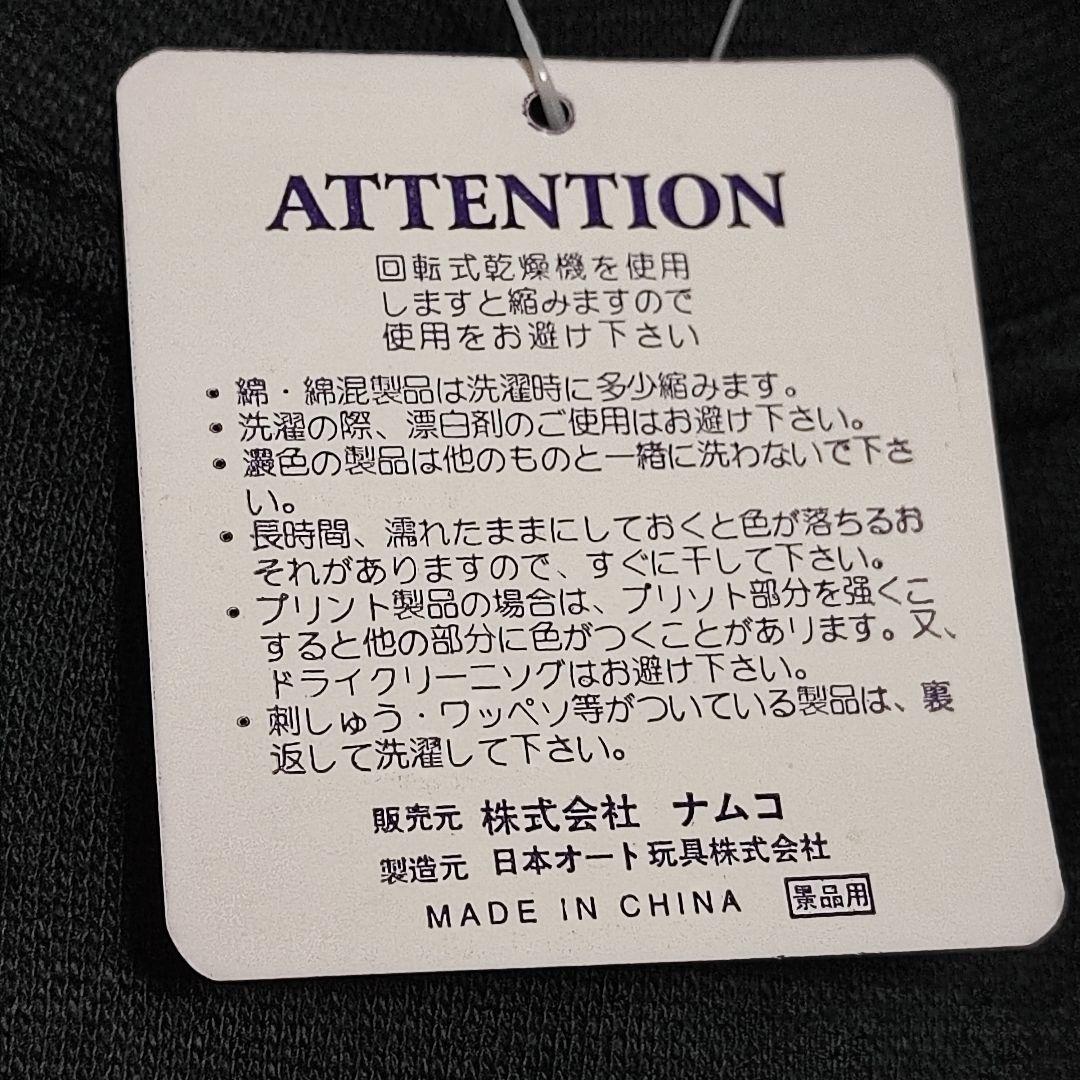 ATTENTION
回転式乾燥機を使用
しますと縮みますので
使用をお避け下さい
・綿・綿混製品は洗濯時に多少縮みます。
・洗濯の際、漂白剤のご使用はお避け下さい。
・濃色の製品は他のものと一緒に洗わないで下さ
い。
・長時間、濡れたままにしておくと色が落ちるお
それがありますので、すぐに干して下さい。
・プリント製品の場合は、プリソト部分を強くこ
すると他の部分に色がつくことがあリます。又、
ドライクリーニソグはお避け下さい。
・刺しゅう・ワッペソ等がついている製品は、裏
返して洗濯して下さい。
販売元 株式会社 ナムコ
製造元 日本オート玩具株式会社
MADE IN CHINA 景品用